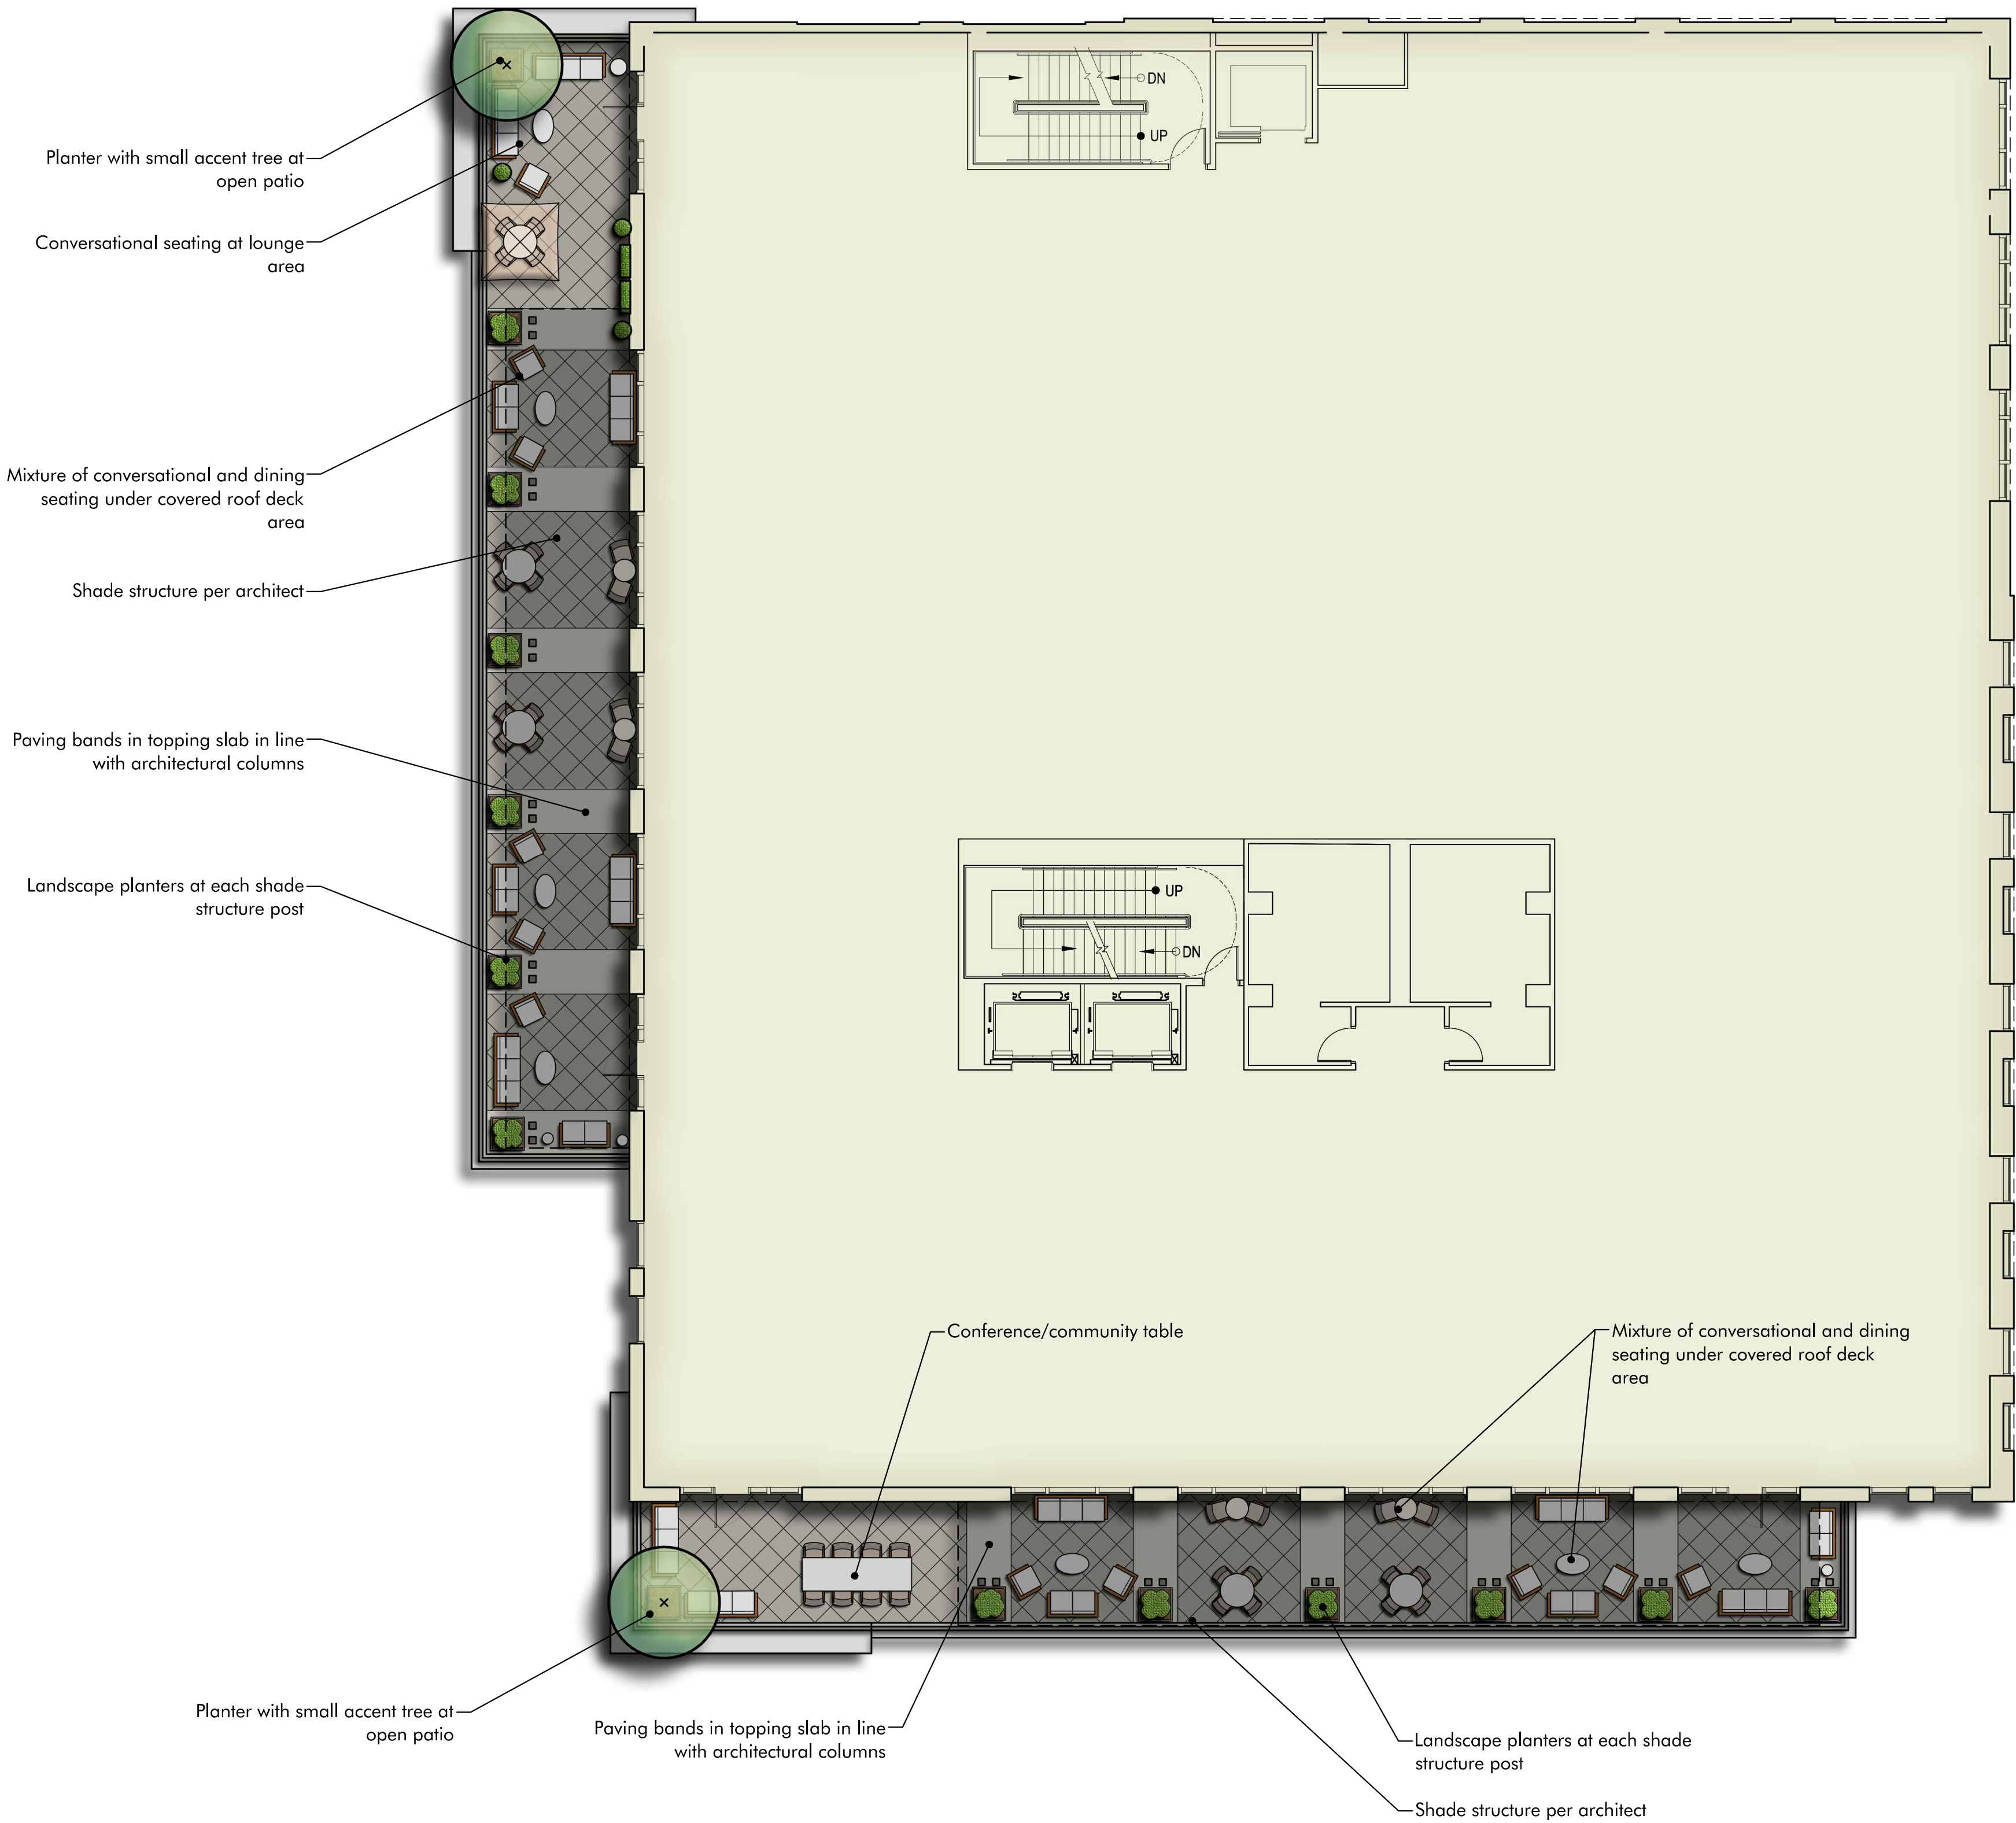 DN
UP
Planter with small accent tree at
open patio
Conversational seating at lounge
area
Mixture of conversational and dining
seating under covered roof deck
area
Shade structure per architect
Paving bands in topping slab in line
with architectural columns
Landscape planters at each shade
structure post
UP
DN
Conference/community table
Mixture of conversational and dining
seating under covered roof deck
area
Planter with small accent tree at
open patio
Paving bands in topping slab in line
with architectural columns
Landscape planters at each shade
structure post
Shade structure per architect